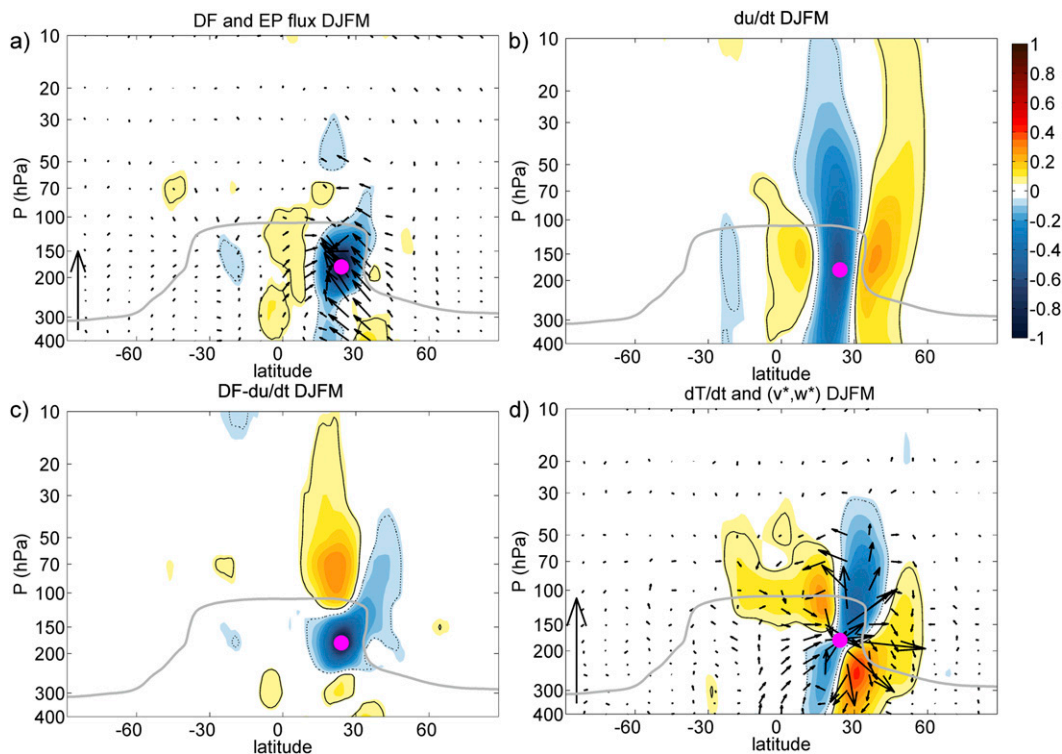 DF and EP flux DJFM
a)
10
20
30
50
70
100
150
200
300
400
P (hPa)
-60 -30 0 30 60
latitude
du/dt DJFM
b)
10
20
30
50
70
100
150
200
300
400
P (hPa)
-60 -30 0 30 60
latitude
1
0.8
0.6
0.4
0.2
0
-0.2
-0.4
-0.6
-0.8
-1
DF-du/dt DJFM
c)
10
20
30
50
70
100
150
200
300
400
P (hPa)
-60 -30 0 30 60
latitude
dT/dt and (v*,w*) DJFM
d)
10
20
30
50
70
100
150
200
300
400
P (hPa)
-60 -30 0 30 60
latitude